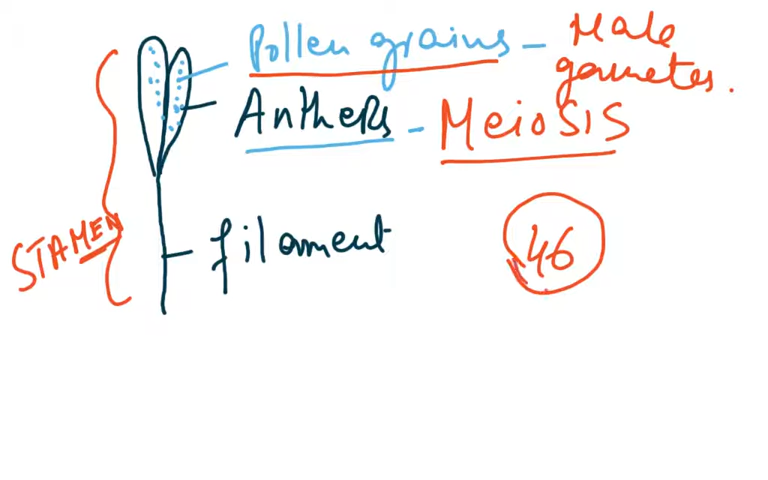 Pollen grains - Male
gametes.
Anthers - MEIOSIS
STAMEN
filament
46